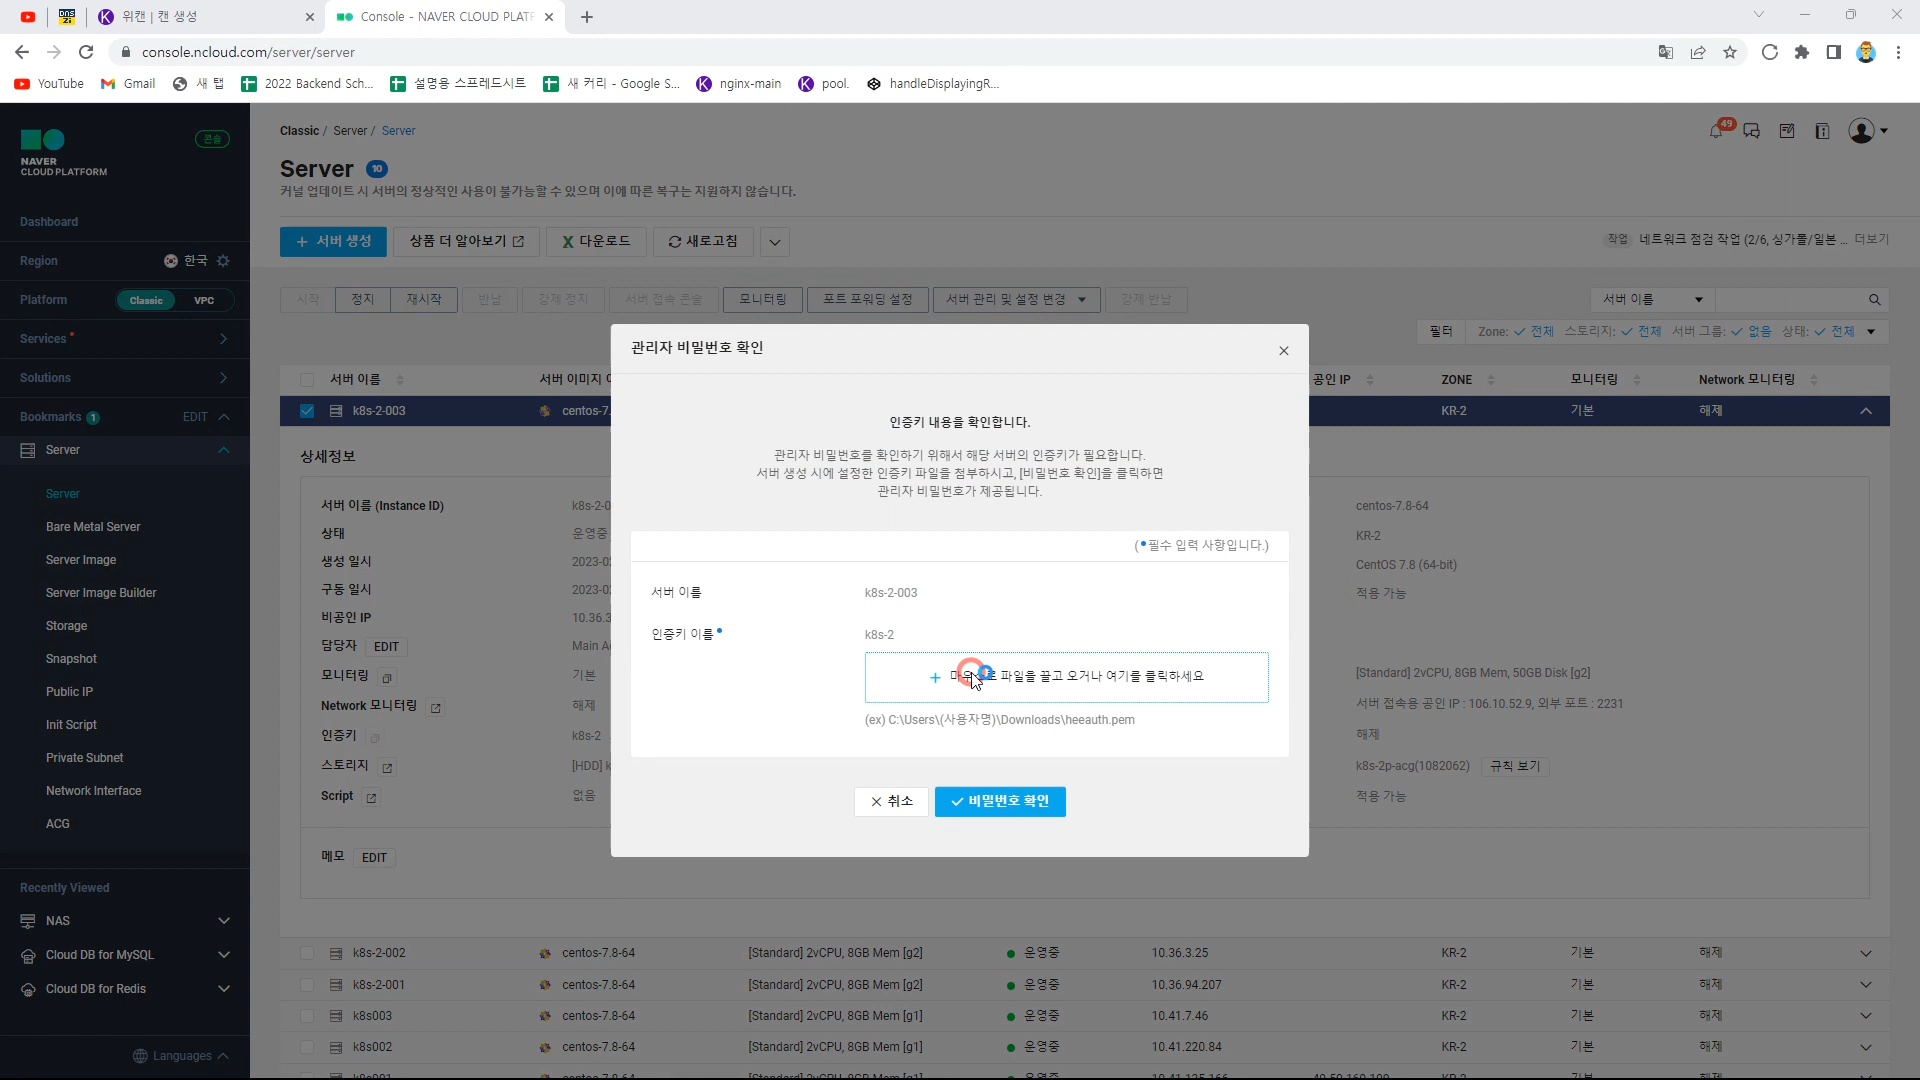 위캔 | 캔 생성
Console - NAVER CLOUD PLATF
console.ncloud.com/server/server
YouTube
Gmail
새 탭
2022 Backend Sch...
설명용 스프레드시트
새 커리 - Google S...
nginx-main
pool.
handleDisplayingR...
NAVER
CLOUD PLATFORM
콘솔
Classic / Server / Server
49
Server 10
커널 업데이트 시 서버의 정상적인 사용이 불가능할 수 있으며 이에 따른 복구는 지원하지 않습니다.
Dashboard
Region 한국
Platform Classic VPC
Services
Solutions
Bookmarks 1 EDIT
Server
Server
Bare Metal Server
Server Image
Server Image Builder
Storage
Snapshot
Public IP
Init Script
Private Subnet
Network Interface
ACG
Recently Viewed
NAS
Cloud DB for MySQL
Cloud DB for Redis
Languages
+ 서버 생성
상품 더 알아보기
다운로드
새로고침
작업 네트워크 점검 작업 (2/6, 싱가폴/일본 ... 더보기
시작 정지 재시작 반납 강제 정지 서버 접속 콘솔 모니터링 포트 포워딩 설정 서버 관리 및 설정 변경 강제 반납
서버 이름
필터 Zone: 전체 스토리지: 전체 서버 그룹: 없음 상태: 전체
서버 이름 서버 이미지 공인 IP ZONE 모니터링 Network 모니터링
k8s-2-003 centos-7. KR-2 기본 해제
상세정보
서버 이름 (Instance ID) k8s-2-0 centos-7.8-64
상태 운영중 KR-2
생성 일시 2023-0 CentOS 7.8 (64-bit)
구동 일시 2023-0 적용 가능
비공인 IP 10.36.3
담당자 EDIT Main A
모니터링 기본 [Standard] 2vCPU, 8GB Mem, 50GB Disk [g2]
Network 모니터링 해제 서버 접속용 공인 IP : 106.10.52.9, 외부 포트 : 2231
인증키 k8s-2 해제
스토리지 [HDD] k k8s-2p-acg(1082062) 규칙 보기
Script 없음 적용 가능
메모 EDIT
관리자 비밀번호 확인
인증키 내용을 확인합니다.
관리자 비밀번호를 확인하기 위해서 해당 서버의 인증키가 필요합니다.
서버 생성 시에 설정한 인증키 파일을 첨부하시고, [비밀번호 확인]을 클릭하면
관리자 비밀번호가 제공됩니다.
(•필수 입력 사항입니다.)
서버 이름 k8s-2-003
인증키 이름• k8s-2
+ 파일을 끌고 오거나 여기를 클릭하세요
(ex) C:\Users\(사용자명)\Downloads\heeauth.pem
취소
비밀번호 확인
k8s-2-002 centos-7.8-64 [Standard] 2vCPU, 8GB Mem [g2] 운영중 10.36.3.25 KR-2 기본 해제
k8s-2-001 centos-7.8-64 [Standard] 2vCPU, 8GB Mem [g2] 운영중 10.36.94.207 KR-2 기본 해제
k8s003 centos-7.8-64 [Standard] 2vCPU, 8GB Mem [g1] 운영중 10.41.7.46 KR-2 기본 해제
k8s002 centos-7.8-64 [Standard] 2vCPU, 8GB Mem [g1] 운영중 10.41.220.84 KR-2 기본 해제